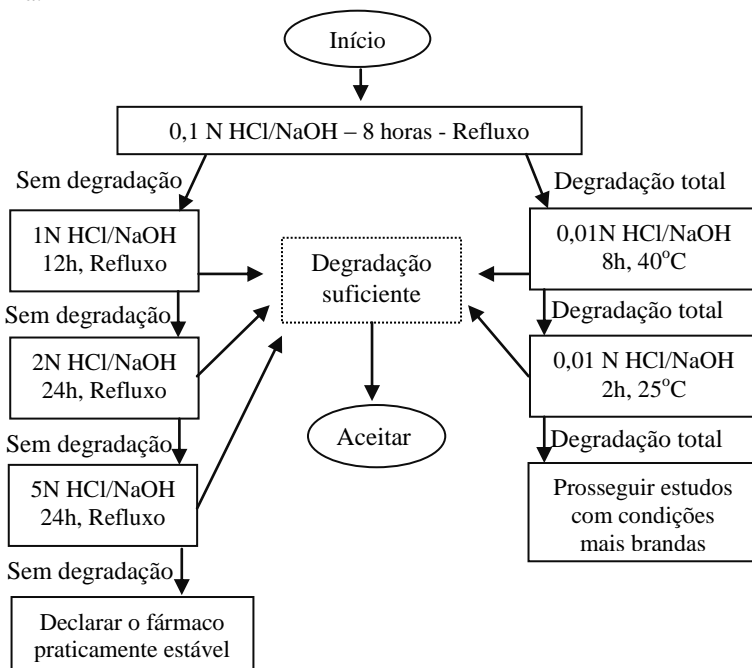 Início
0,1 N HCl/NaOH – 8 horas - Refluxo
Sem degradação
Degradação total
1N HCl/NaOH
12h, Refluxo
Degradação
suficiente
0,01N HCl/NaOH
8h, 40°C
Sem degradação
Degradação total
2N HCl/NaOH
24h, Refluxo
0,01 N HCl/NaOH
2h, 25°C
Aceitar
Sem degradação
Degradação total
5N HCl/NaOH
24h, Refluxo
Prosseguir estudos
com condições
mais brandas
Sem degradação
Declarar o fármaco
praticamente estável